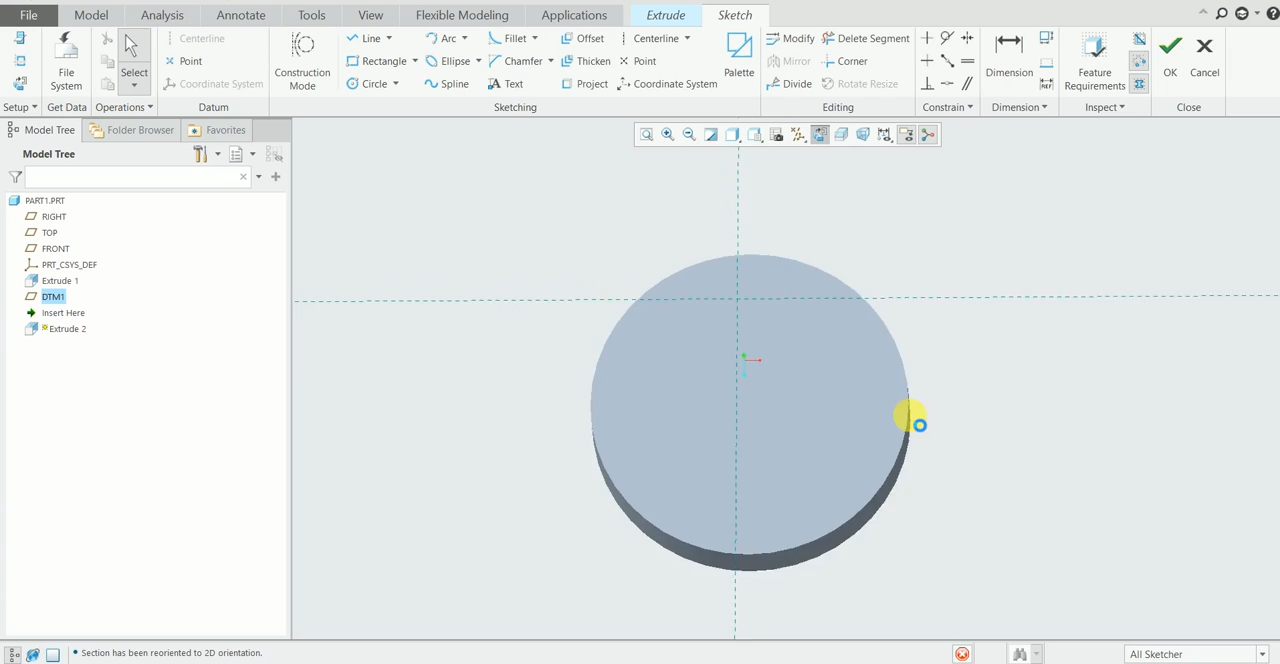 File Model Analysis Annotate Tools View Flexible Modeling Applications Extrude Sketch
Centerline Line Arc Fillet Offset Centerline Modify Delete Segment
Point Rectangle Ellipse Chamfer Thicken Point Mirror Corner
Coordinate System Circle Spline Text Project Coordinate System Divide Rotate Resize
File System
Select
Construction Mode
Palette
Dimension
Feature Requirements
OK Cancel
Setup Get Data Operations Datum Sketching Editing Constrain Dimension Inspect Close
REF
Model Tree Folder Browser Favorites
Model Tree
PART1.PRT
RIGHT
TOP
FRONT
PRT_CSYS_DEF
Extrude 1
DTM1
Insert Here
Extrude 2
• Section has been reoriented to 2D orientation.
All Sketcher